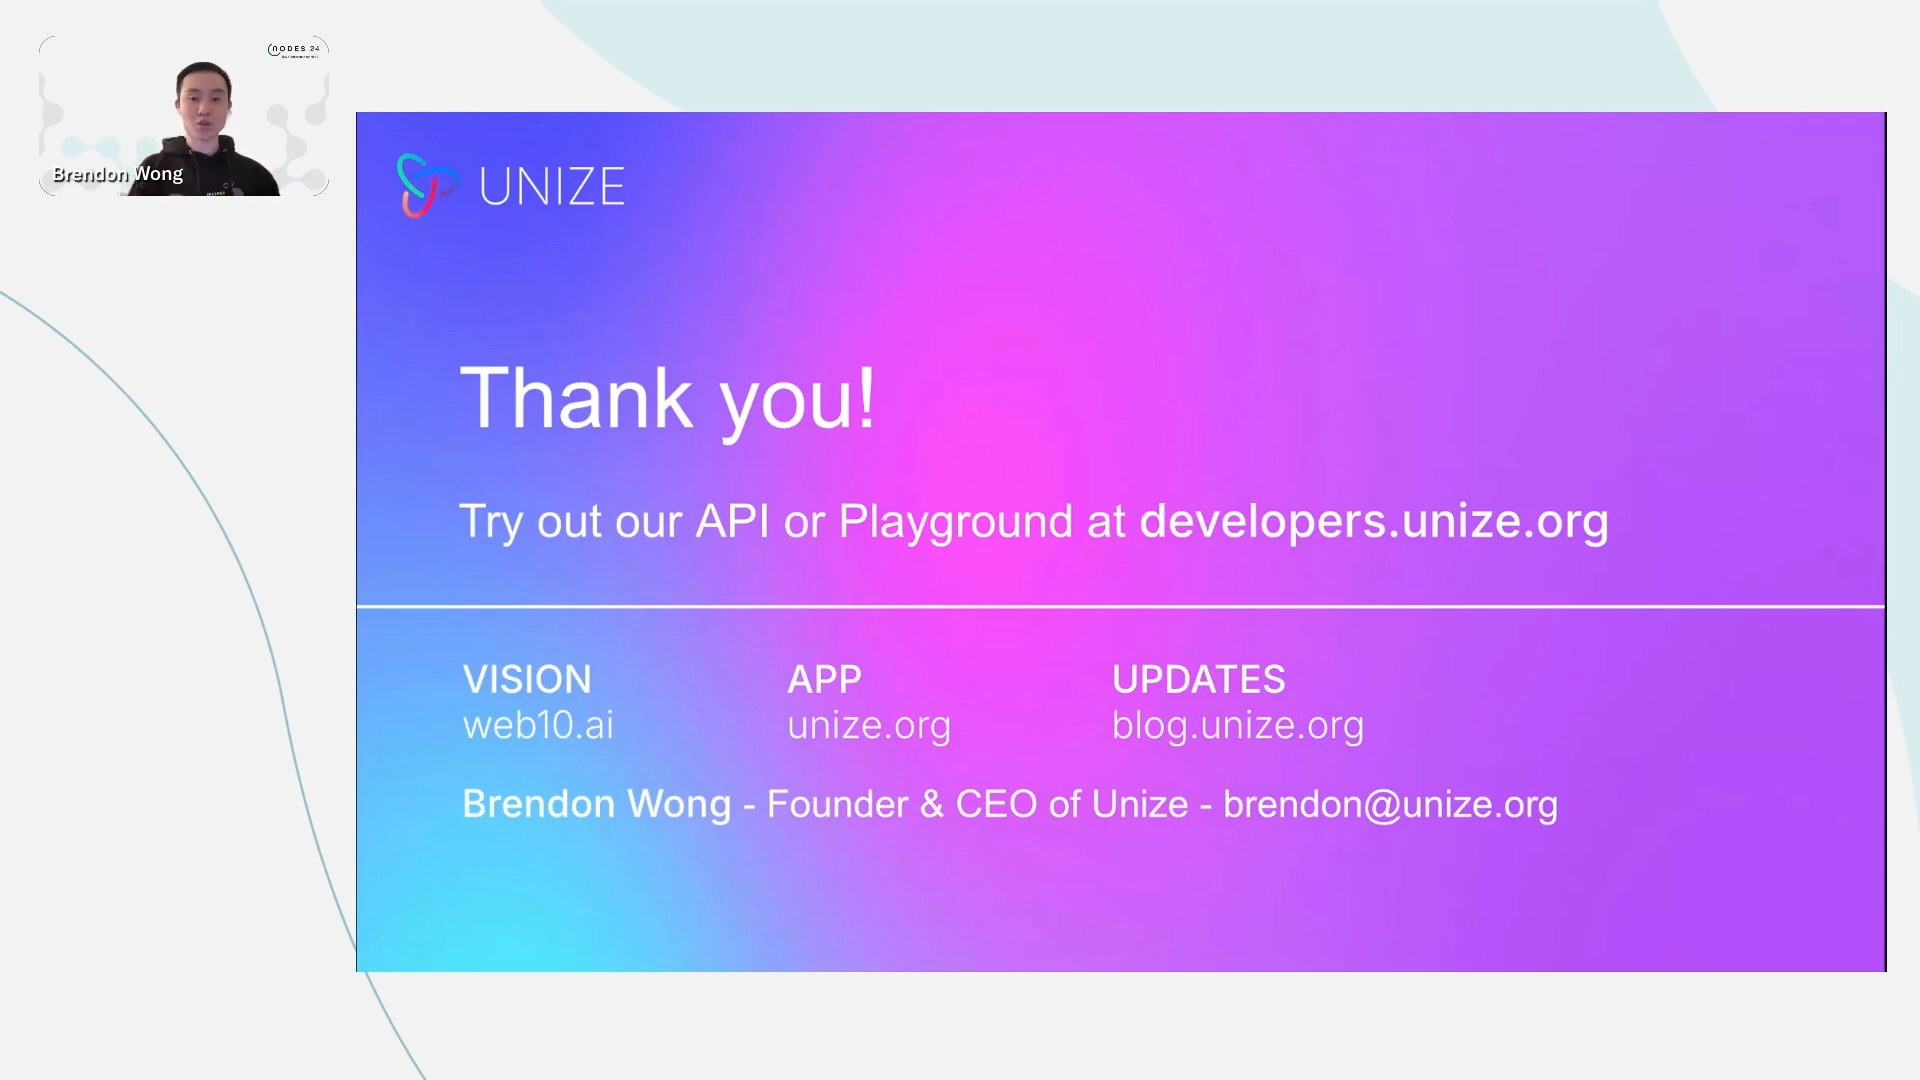 NODES 24
Brendon Wong
UNIZE
Thank you!
Try out our API or Playground at developers.unize.org
VISION
web10.ai
APP
unize.org
UPDATES
blog.unize.org
Brendon Wong - Founder & CEO of Unize - brendon@unize.org